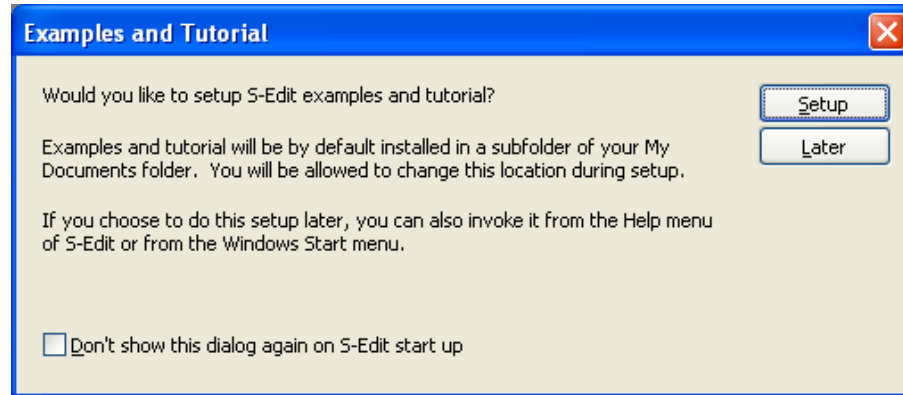 Examples and Tutorial
Would you like to setup S-Edit examples and tutorial?
Setup
Examples and tutorial will be by default installed in a subfolder of your My
Later
Documents folder. You will be allowed to change this location during setup.
If you choose to do this setup later, you can also invoke it from the Help menu
of S-Edit or from the Windows Start menu.
Don't show this dialog again on S-Edit start up